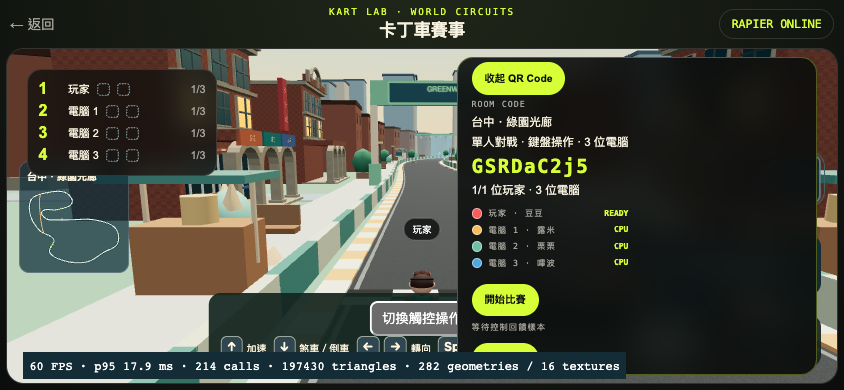 ← 返回
KART LAB · WORLD CIRCUITS
卡丁車賽事
RAPIER ONLINE
1 玩家 1/3
2 電腦 1 1/3
3 電腦 2 1/3
4 電腦 3 1/3
台中・綠園光廊
GREENW
玩家
切換觸控操作
↑ 加速 ↓ 煞車 / 倒車 ← → 轉向 Sp
收起 QR Code
ROOM CODE
台中・綠園光廊
單人對戰・鍵盤操作・3 位電腦
GSRDaC2j5
1/1 位玩家・3 位電腦
玩家 · 豆豆 READY
電腦 1 · 露米 CPU
電腦 2 · 栗栗 CPU
電腦 3 · 嗶波 CPU
開始比賽
等待控制回饋樣本
60 FPS · p95 17.9 ms · 214 calls · 197430 triangles · 282 geometries / 16 textures